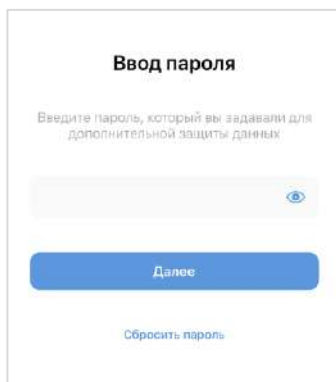 Ввод пароля
Введите пароль, который вы задавали для
дополнительной защиты данных
Далее
Сбросить пароль